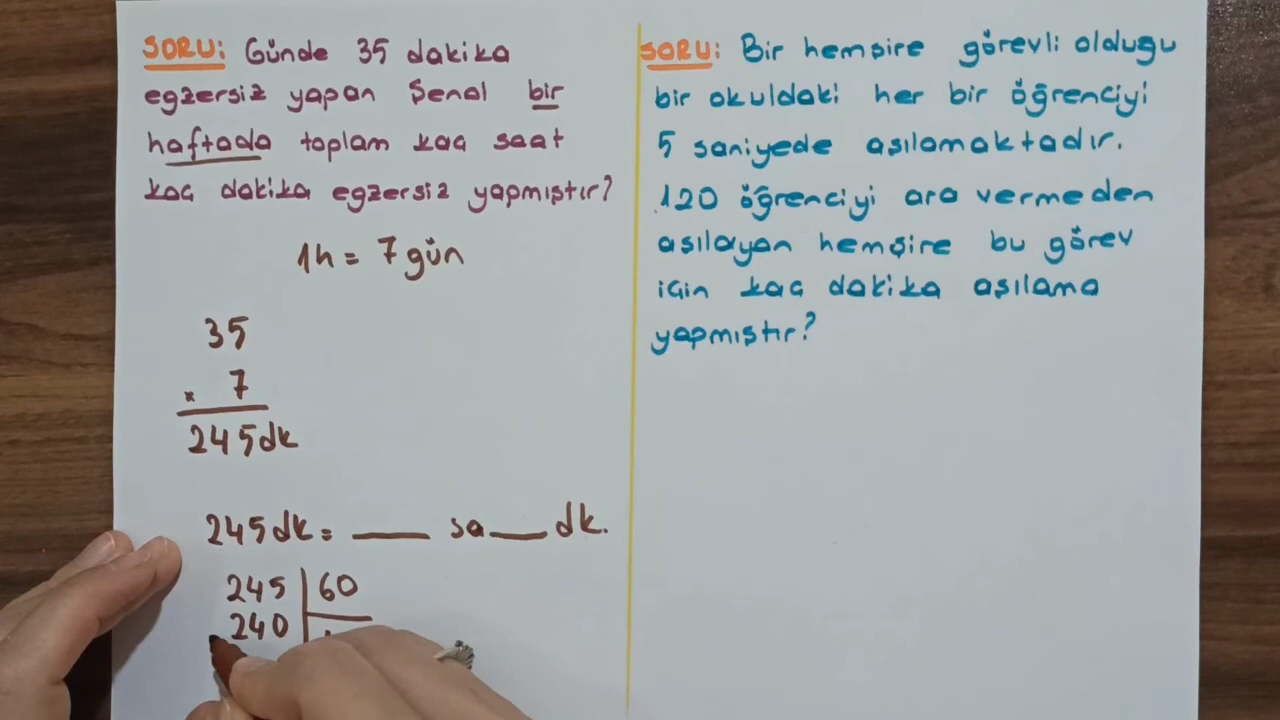 SORU: Günde 35 dakika
egzersiz yapan Şenol bir
haftada toplam kaç saat
kaç dakika egzersiz yapmıştır?
1h = 7 gün
35
x 7
245dk
245dk = ___ sa ___ dk.
245 | 60
240
SORU: Bir hemşire görevli olduğu
bir okuldaki her bir öğrenciyi
5 saniyede aşılamaktadır.
120 öğrenciyi ara vermeden
aşılayan hemşire bu görev
için kaç dakika aşılama
yapmıştır?